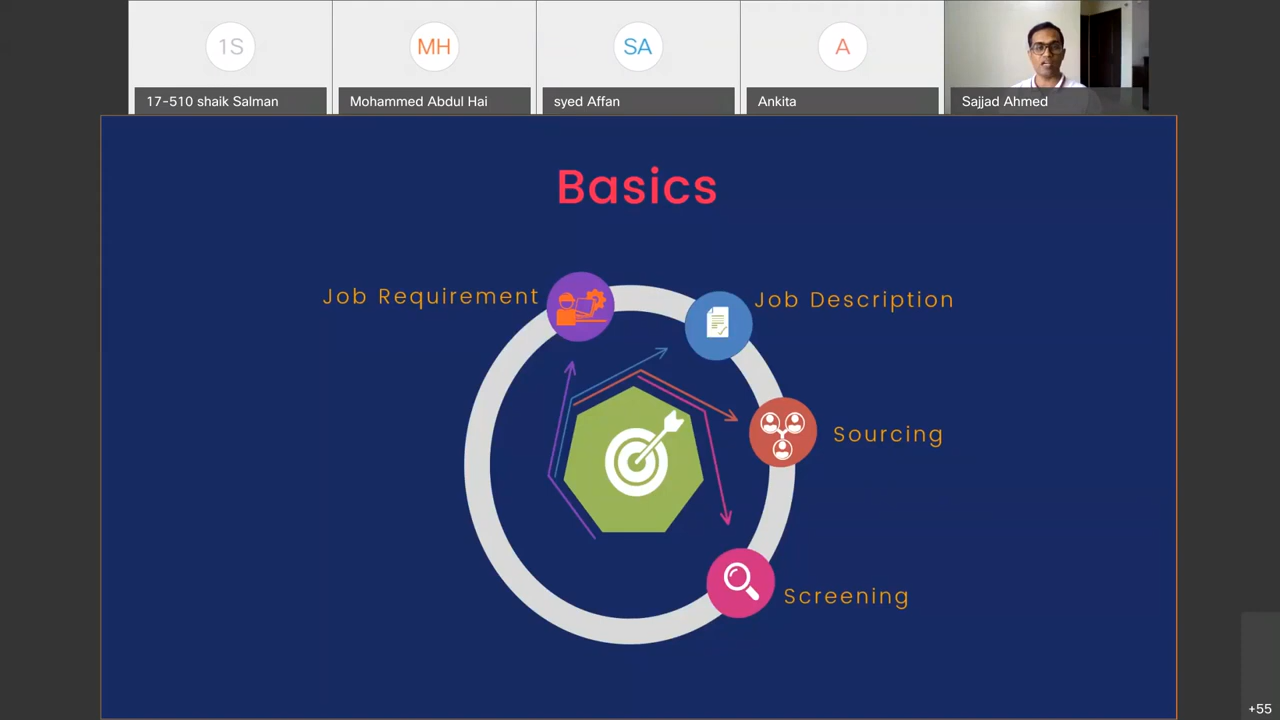 1S
MH
SA
A
17-510 shaik Salman
Mohammed Abdul Hai
syed Affan
Ankita
Sajjad Ahmed
Basics
Job Requirement
Job Description
Sourcing
Screening
+55